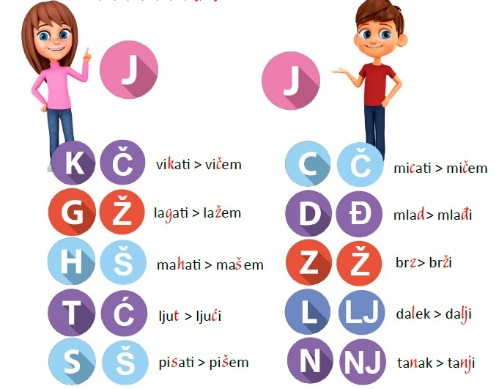 J
K Č vikati > vičem
G Ž lagati > lažem
H Š mahati > mašem
T Ć ljut > ljući
S Š pisati > pišem
J
C Č micati > mičem
D Đ mlad> mlađi
Z Ž brz> brži
L LJ dalek > dalji
N NJ tanak > tanji